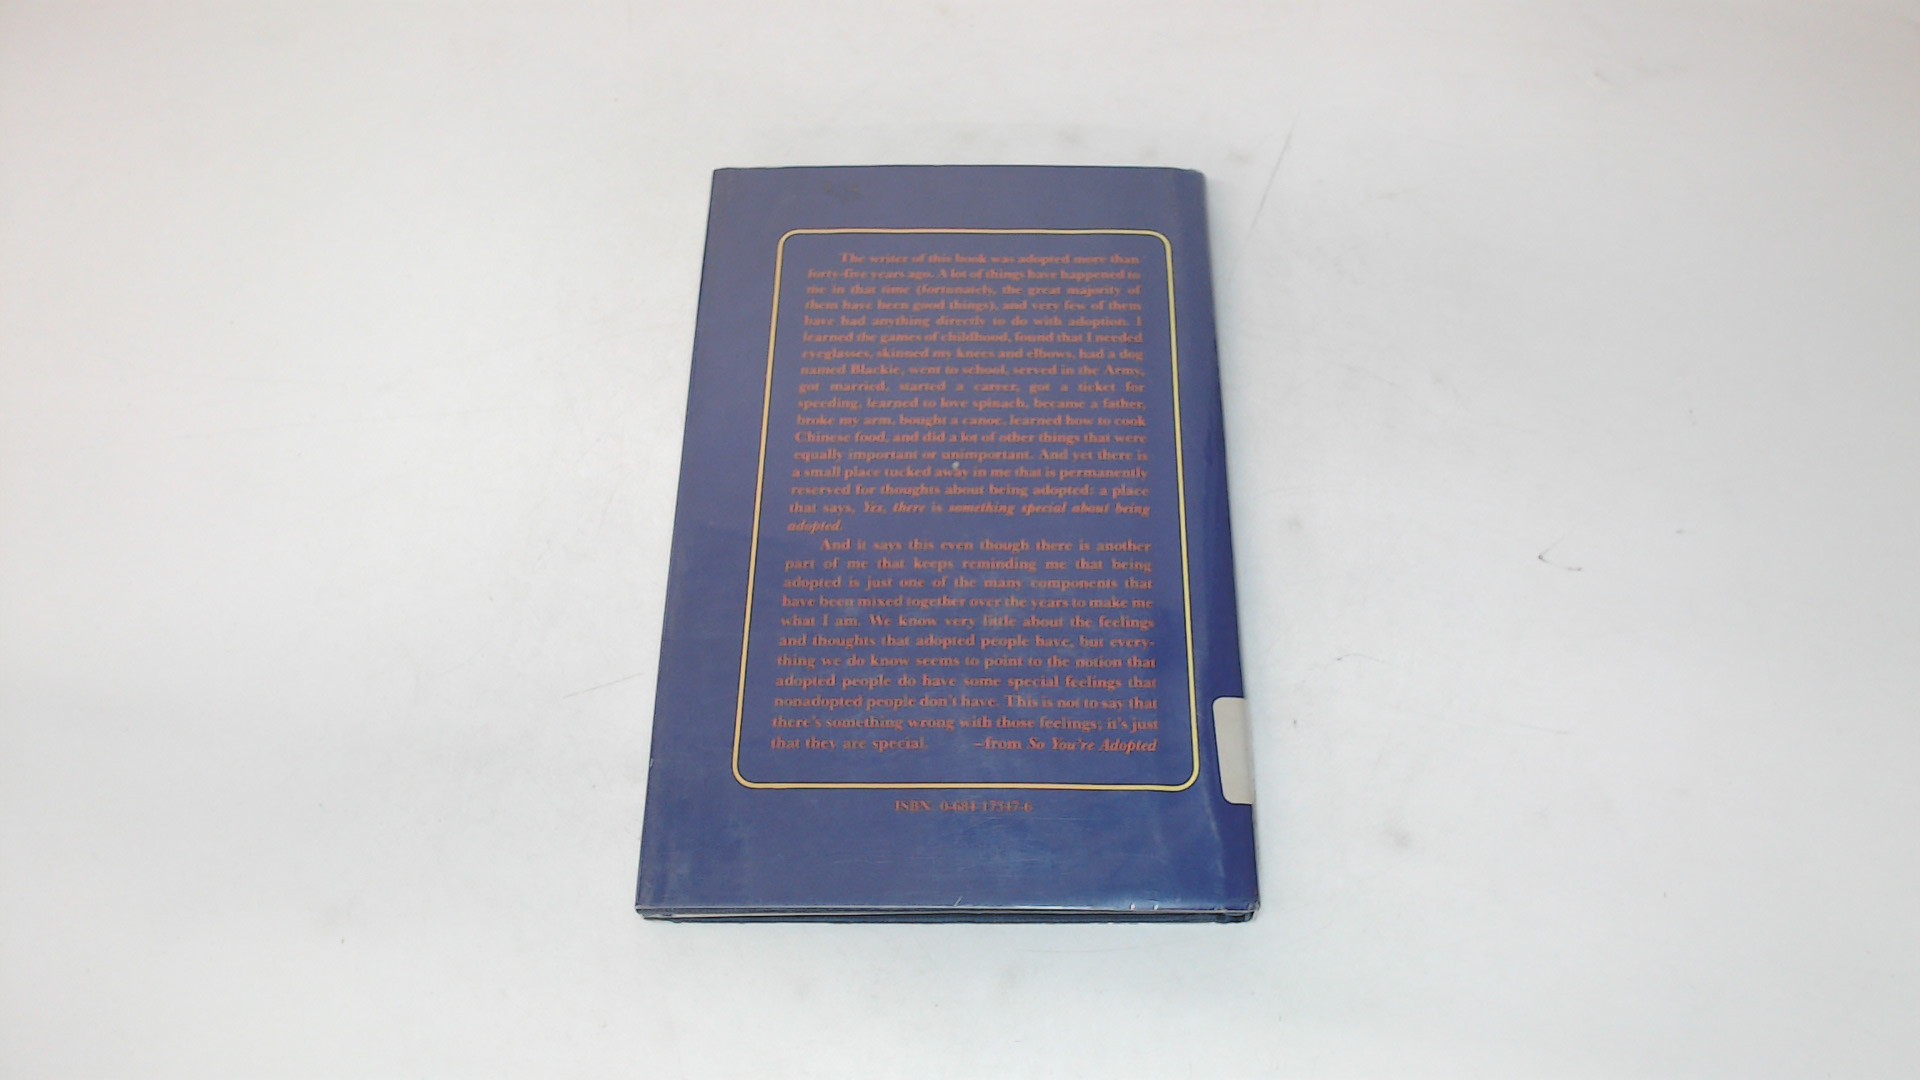 The writer of this book was adopted more than
forty-five years ago. A lot of things have happened to
me in that time (fortunately, the great majority of
them have been good things), and very few of them
have had anything directly to do with adoption. I
learned the games of childhood, found that I needed
eyeglasses, skinned my knees and elbows, had a dog
named Blackie, went to school, served in the Army,
got married, started a career, got a ticket for
speeding, learned to love spinach, became a father,
broke my arm, bought a canoe, learned how to cook
Chinese food, and did a lot of other things that were
equally important or unimportant. And yet there is
a small place tucked away in me that is permanently
reserved for thoughts about being adopted: a place
that says, Yes, there is something special about being
adopted.
And it says this even though there is another
part of me that keeps reminding me that being
adopted is just one of the many components that
have been mixed together over the years to make me
what I am. We know very little about the feelings
and thoughts that adopted people have, but every-
thing we do know seems to point to the notion that
adopted people do have some special feelings that
nonadopted people don't have. This is not to say that
there's something wrong with those feelings; it's just
that they are special. –from So You're Adopted
ISBN: 0-684-17347-6